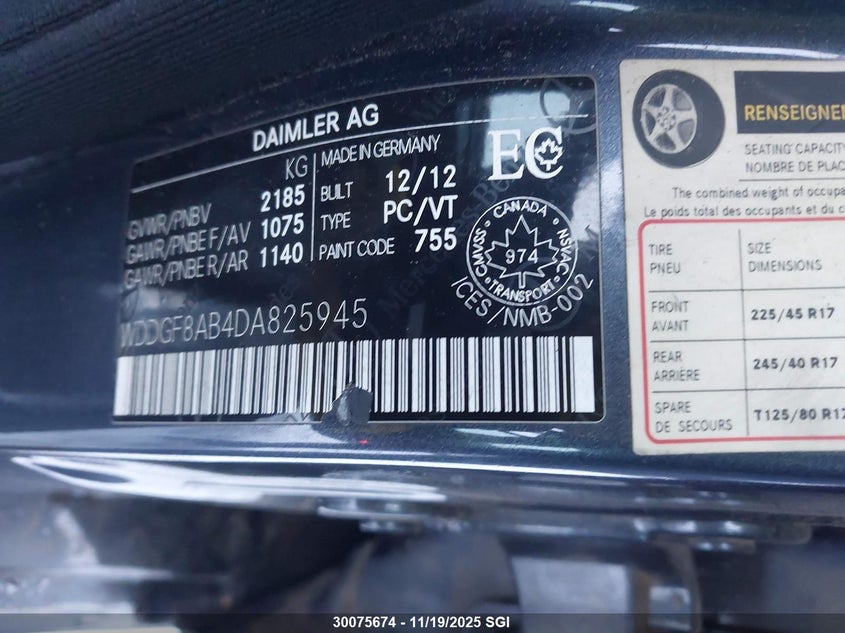 DAIMLER AG
KG
GVWR/PNBV 2185
GAWR/PNBE F/AV 1075
GAWR/PNBE R/AR 1140
MADE IN GERMANY
BUILT 12/12
TYPE PC/VT
PAINT CODE 755
EC
CANADA
CMVSS
NSVAC
974
TRANSPORT
ICES/NMB-002
WDDGF8AB4DA825945
RENSEIGNEM
SEATING CAPACITY
NOMBRE DE PLAC
The combined weight of occupa
Le poids total des occupants et du c
TIRE SIZE
PNEU DIMENSIONS
FRONT
AVANT 225/45 R17
REAR
ARRIÈRE 245/40 R17
SPARE
DE SECOURS T125/80 R17
30075674 - 11/19/2025 SGI